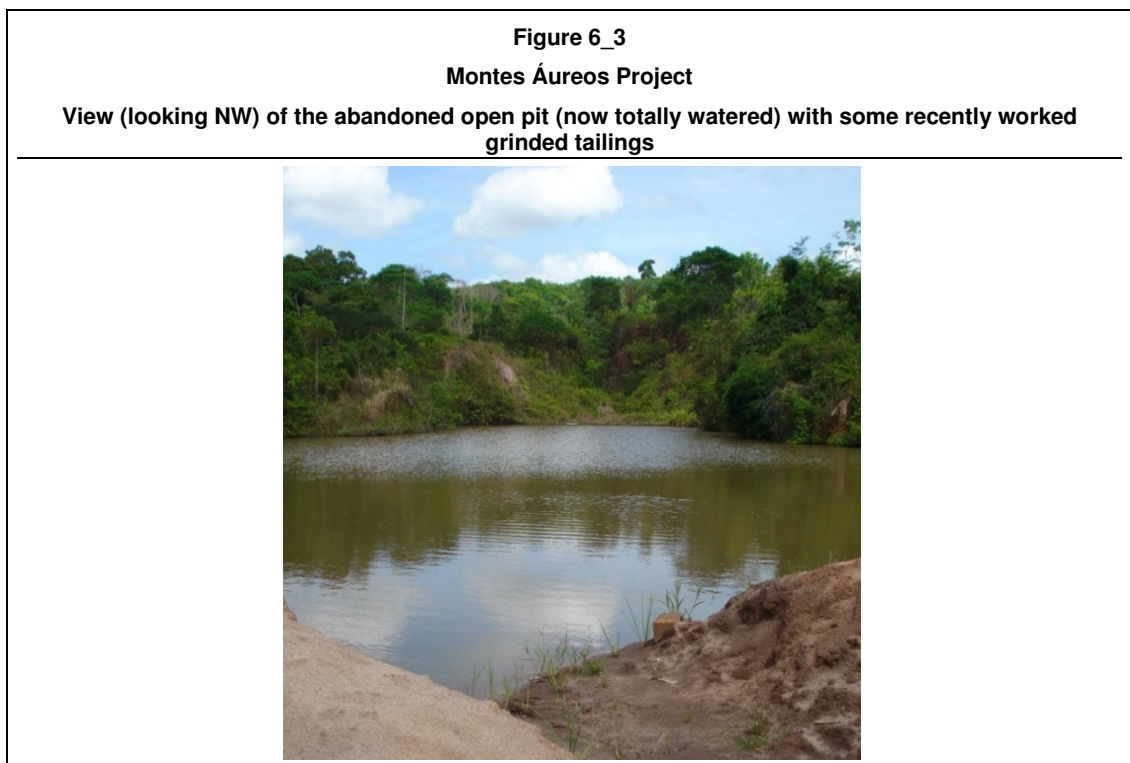 Figure 6_3
Montes Áureos Project
View (looking NW) of the abandoned open pit (now totally watered) with some recently worked
grinded tailings